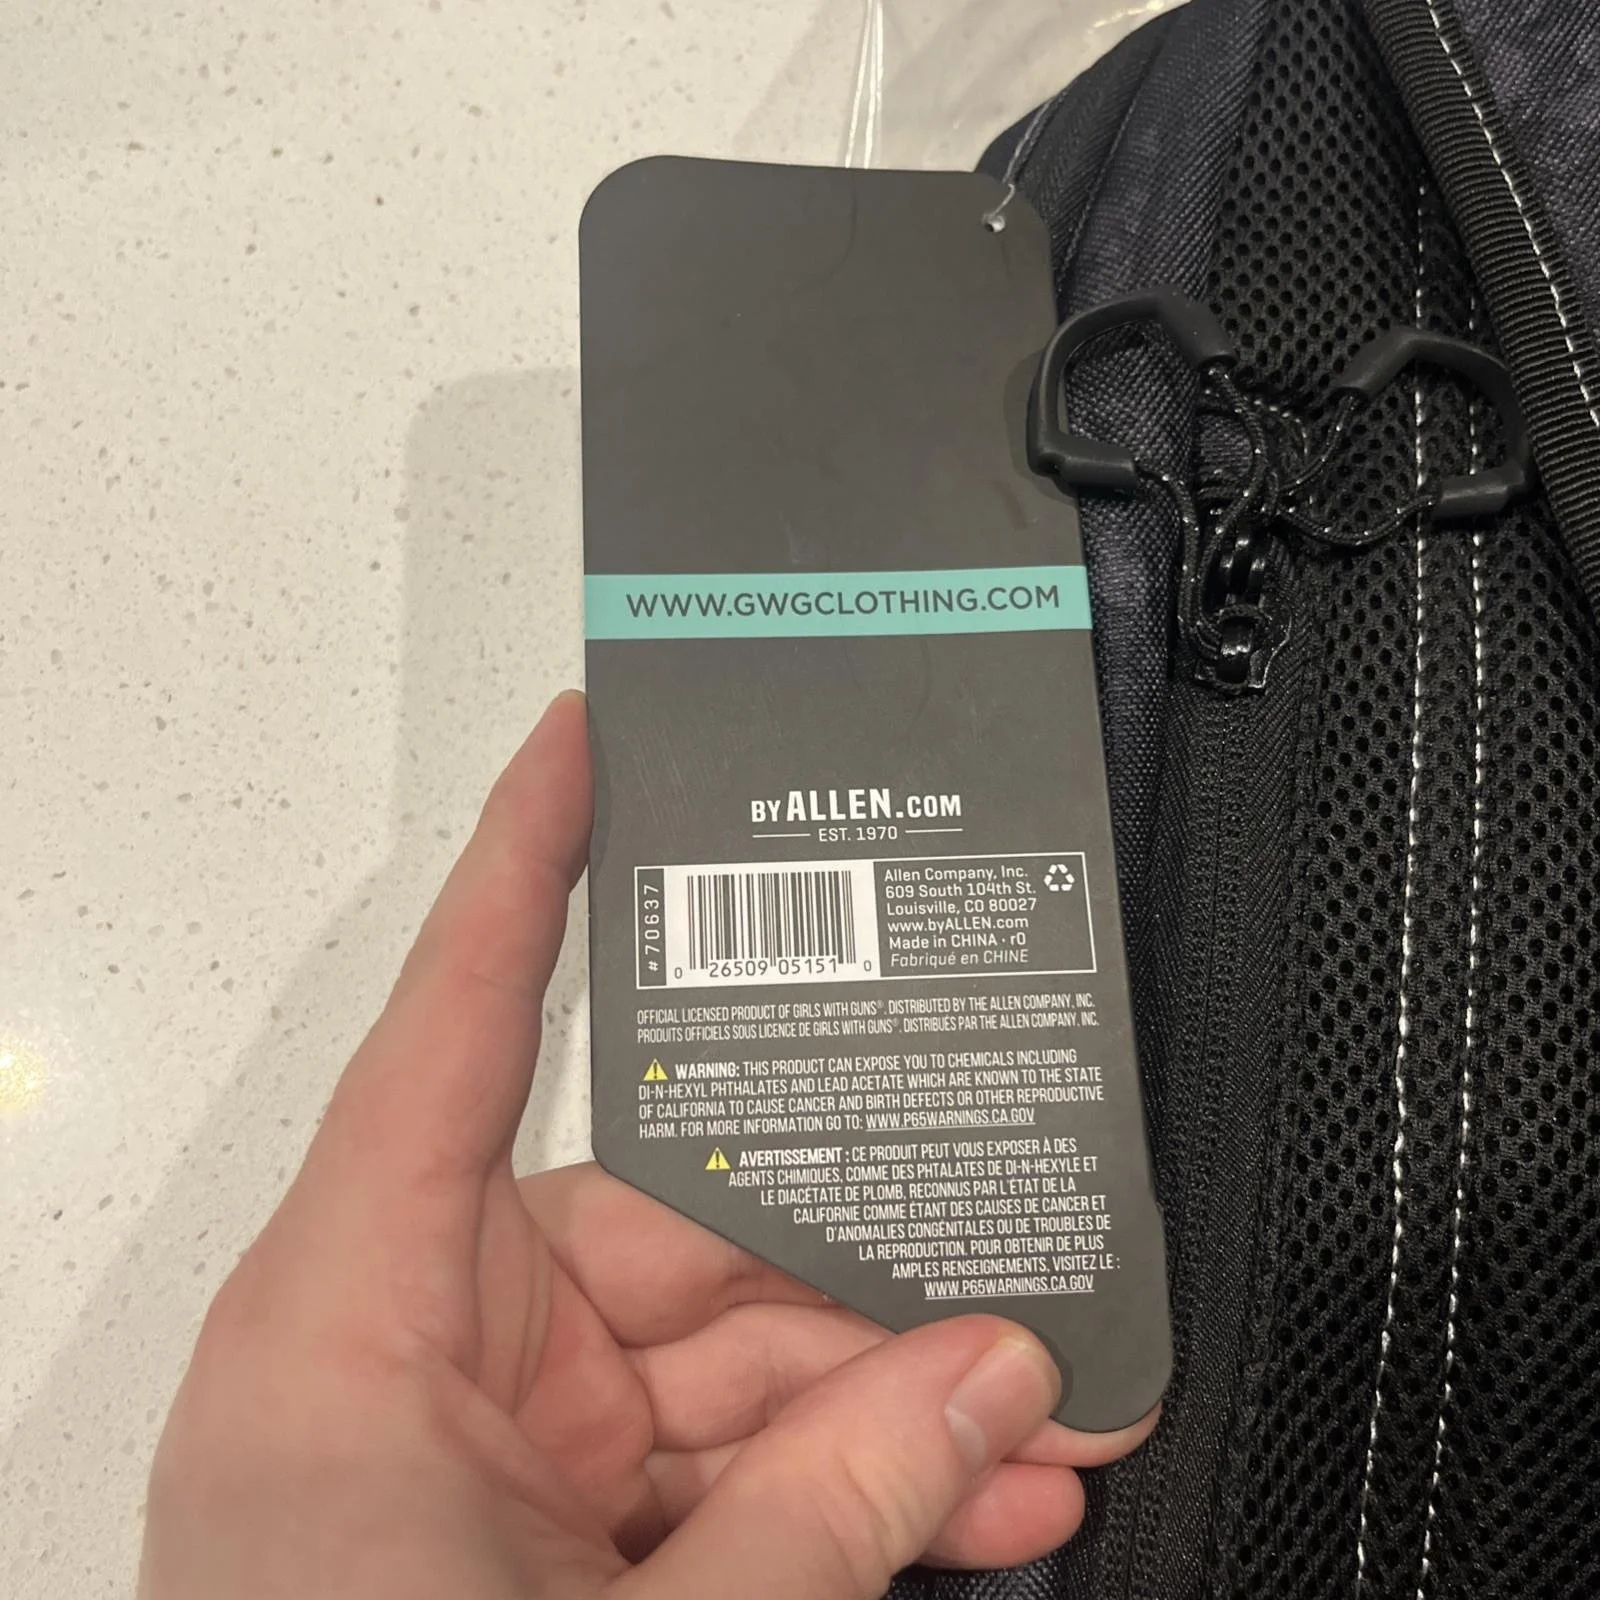 WWW.GWGCLOTHING.COM
BY ALLEN.COM
EST. 1970
#70637
0 26509 05151 0
Allen Company, Inc.
609 South 104th St.
Louisville, CO 80027
www.byALLEN.com
Made in CHINA · r0
Fabriqué en CHINE
OFFICIAL LICENSED PRODUCT OF GIRLS WITH GUNS®. DISTRIBUTED BY THE ALLEN COMPANY, INC.
PRODUITS OFFICIELS SOUS LICENCE DE GIRLS WITH GUNS®. DISTRIBUÉS PAR THE ALLEN COMPANY, INC.
WARNING: THIS PRODUCT CAN EXPOSE YOU TO CHEMICALS INCLUDING
DI-N-HEXYL PHTHALATES AND LEAD ACETATE WHICH ARE KNOWN TO THE STATE
OF CALIFORNIA TO CAUSE CANCER AND BIRTH DEFECTS OR OTHER REPRODUCTIVE
HARM. FOR MORE INFORMATION GO TO: WWW.P65WARNINGS.CA.GOV
AVERTISSEMENT : CE PRODUIT PEUT VOUS EXPOSER À DES
AGENTS CHIMIQUES, COMME DES PHTALATES DE DI-N-HEXYLE ET
LE DIACÉTATE DE PLOMB, RECONNUS PAR L'ÉTAT DE LA
CALIFORNIE COMME ÉTANT DES CAUSES DE CANCER ET
D'ANOMALIES CONGÉNITALES OU DE TROUBLES DE
LA REPRODUCTION. POUR OBTENIR DE PLUS
AMPLES RENSEIGNEMENTS, VISITEZ LE :
WWW.P65WARNINGS.CA.GOV